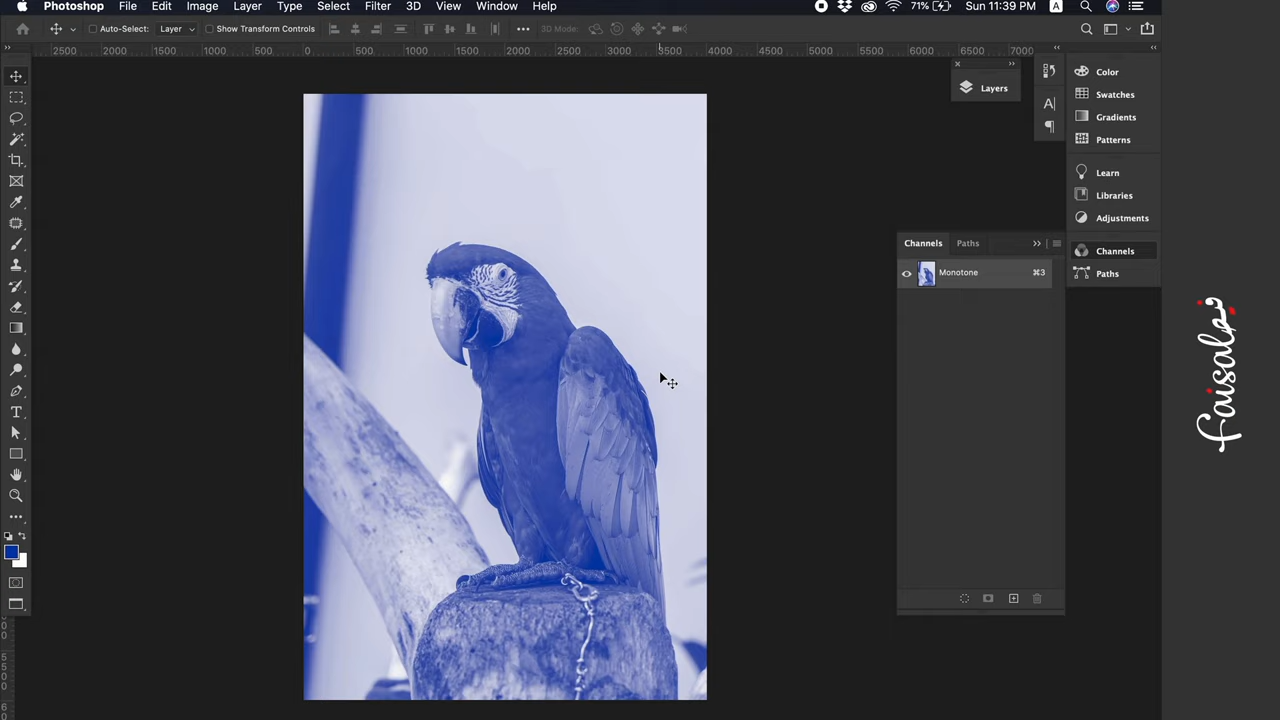 Photoshop File Edit Image Layer Type Select Filter 3D View Window Help 71% Sun 11:39 PM A
Auto-Select: Layer Show Transform Controls 3D Mode:
2500 2000 1500 1000 500 0 500 1000 1500 2000 2500 3000 3500 4000 4500 5000 5500 6000 6500 7000
Layers
Color
Swatches
Gradients
Patterns
Learn
Libraries
Adjustments
Channels
Paths
Channels Paths
Monotone ⌘3
faisal